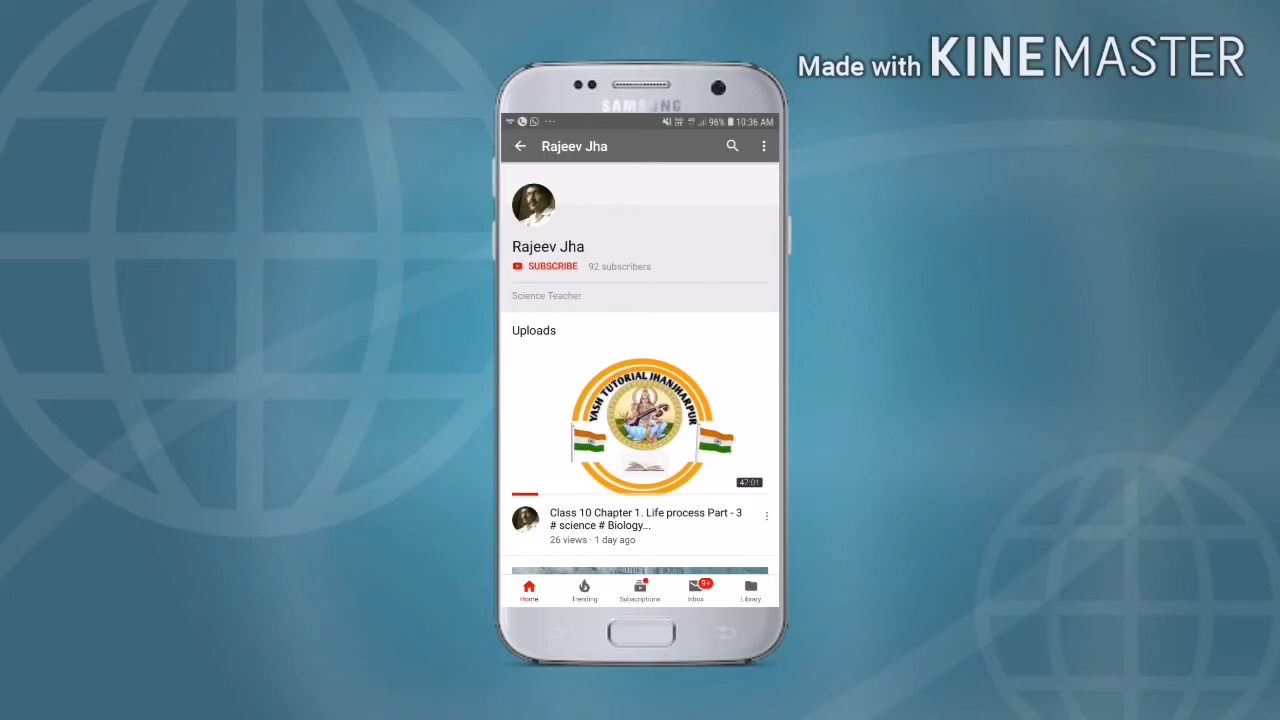 Made with KINEMASTER
SAMSUNG
96% 10:36 AM
Rajeev Jha
Rajeev Jha
SUBSCRIBE 92 subscribers
Science Teacher
Uploads
YASH TUTORIAL JHANJHARPUR
47:01
Class 10 Chapter 1. Life process Part - 3
# science # Biology...
26 views · 1 day ago
9+
Home Trending Subscriptions Inbox Library